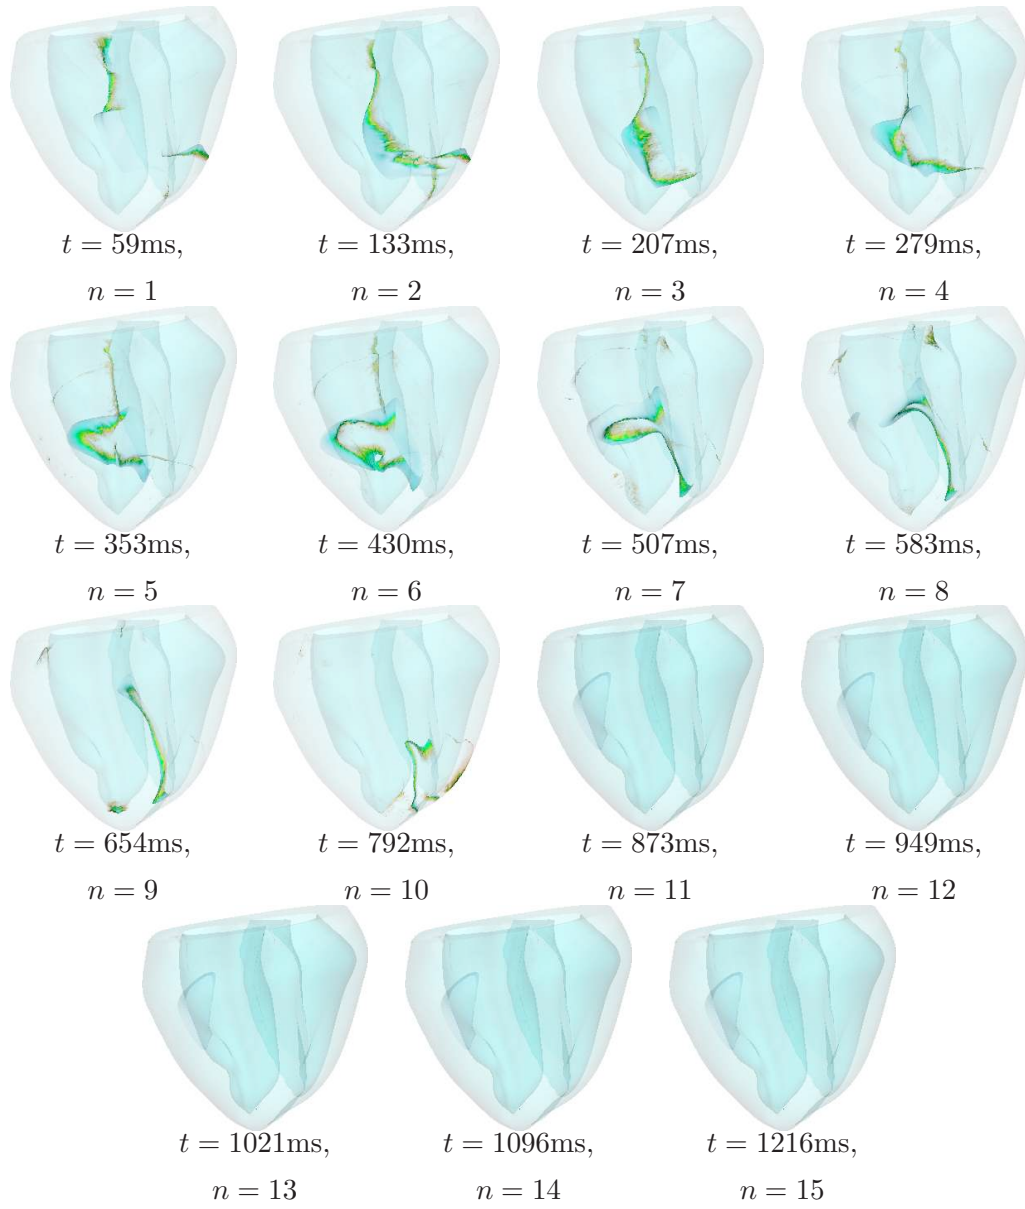 t = 59ms, t = 133ms, t = 207ms, t = 279ms,
n = 1 n = 2 n = 3 n = 4
t = 353ms, t = 430ms, t = 507ms, t = 583ms,
n = 5 n = 6 n = 7 n = 8
t = 654ms, t = 792ms, t = 873ms, t = 949ms,
n = 9 n = 10 n = 11 n = 12
t = 1021ms, t = 1096ms, t = 1216ms,
n = 13 n = 14 n = 15